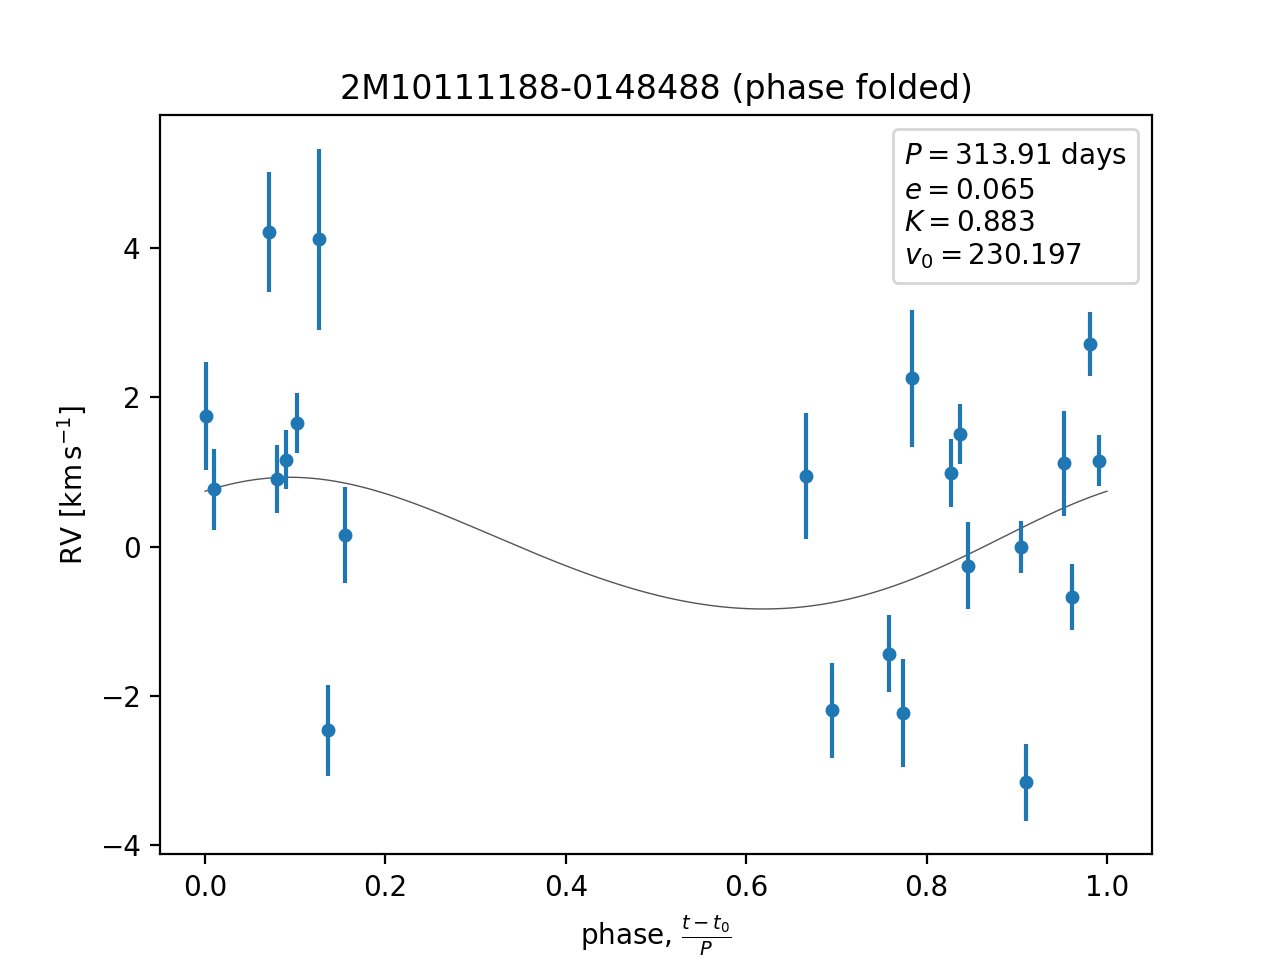 2M10111188-0148488 (phase folded)
P = 313.91 days
e = 0.065
K = 0.883
v₀ = 230.197
4
2
0
−2
−4
RV [km s⁻¹]
0.0 0.2 0.4 0.6 0.8 1.0
phase, (t − t₀)/P